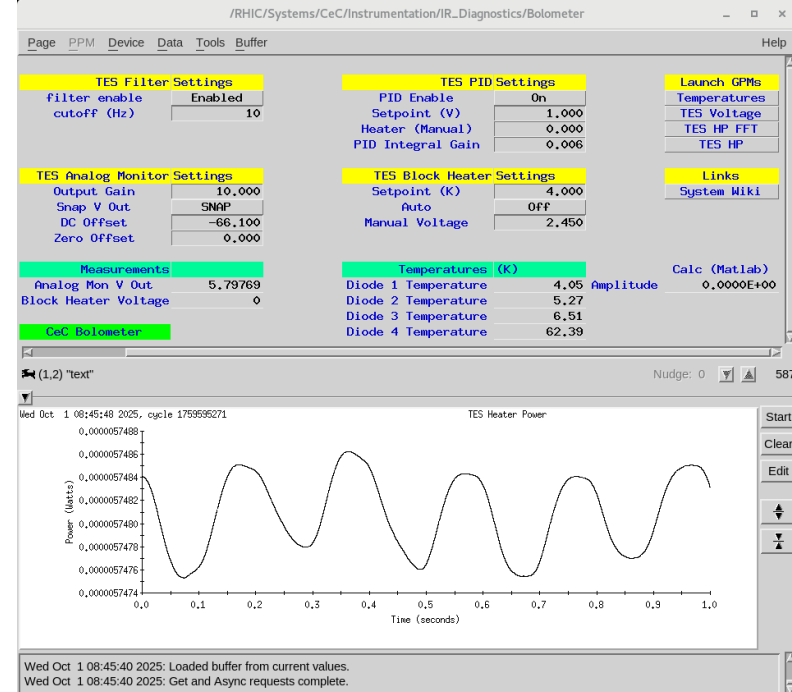 /RHIC/Systems/CeC/Instrumentation/IR_Diagnostics/Bolometer
Page PPM Device Data Tools Buffer Help
TES Filter Settings TES PID Settings Launch GPMs
filter enable Enabled PID Enable On Temperatures
cutoff (Hz) 10 Setpoint (V) 1.000 TES Voltage
Heater (Manual) 0.000 TES HP FFT
PID Integral Gain 0.006 TES HP
TES Analog Monitor Settings TES Block Heater Settings Links
Output Gain 10.000 Setpoint (K) 4.000 System Wiki
Snap V Out SNAP Auto Off
DC Offset -66.100 Manual Voltage 2.450
Zero Offset 0.000
Measurements Temperatures (K) Calc (Matlab)
Analog Mon V Out 5.79769 Diode 1 Temperature 4.05 Amplitude 0.0000E+00
Block Heater Voltage 0 Diode 2 Temperature 5.27
Diode 3 Temperature 6.51
CeC Bolometer Diode 4 Temperature 62.39
(1,2) "text" Nudge: 0 587
Wed Oct 1 08:45:48 2025, cycle 1759595271 TES Heater Power
Start
Clear
Edit
Power (Watts)
0.0000057488
0.0000057486
0.0000057484
0.0000057482
0.0000057480
0.0000057478
0.0000057476
0.0000057474
0.0 0.1 0.2 0.3 0.4 0.5 0.6 0.7 0.8 0.9 1.0
Time (seconds)
Wed Oct 1 08:45:40 2025: Loaded buffer from current values.
Wed Oct 1 08:45:40 2025: Get and Async requests complete.